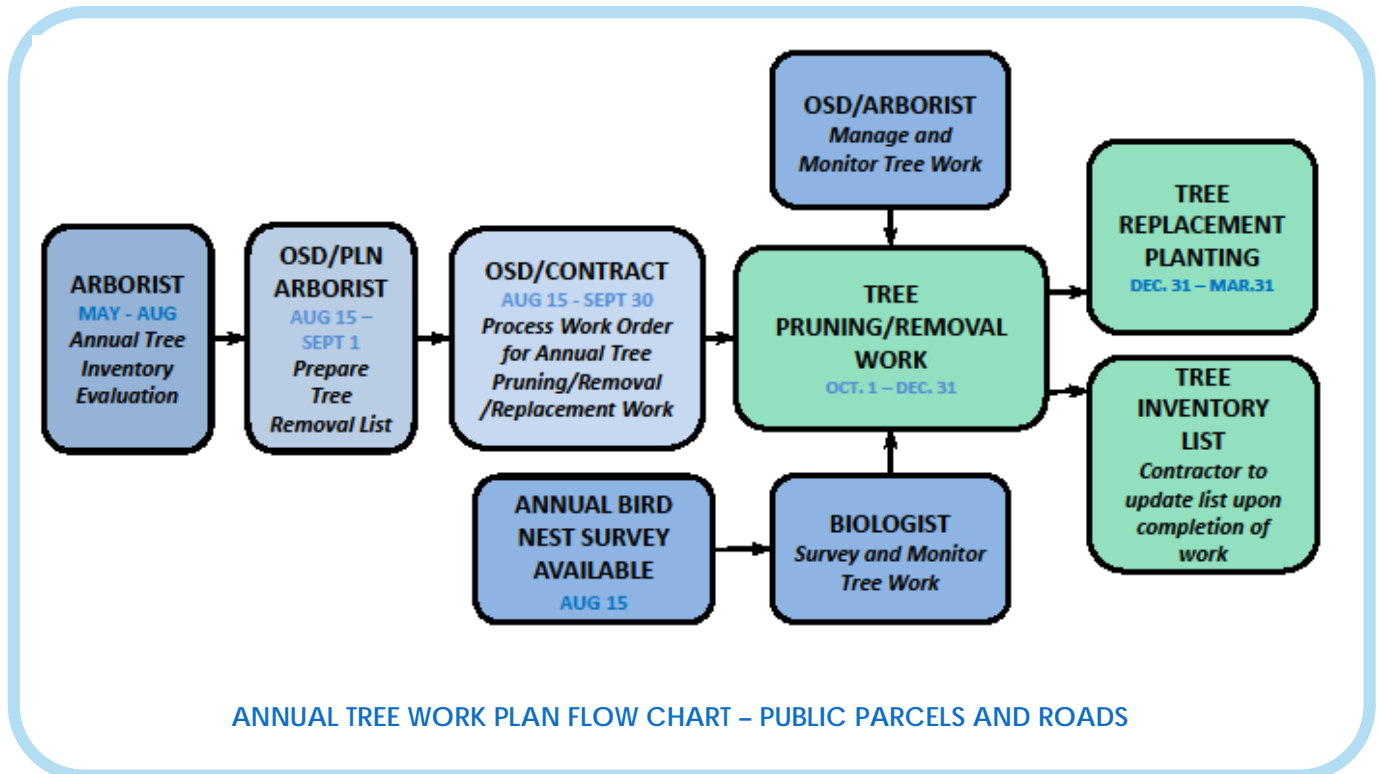 OSD/ARBORIST
Manage and
Monitor Tree Work
TREE
REPLACEMENT
PLANTING
DEC. 31 – MAR.31
ARBORIST
MAY - AUG
Annual Tree
Inventory
Evaluation
OSD/PLN
ARBORIST
AUG 15 –
SEPT 1
Prepare
Tree
Removal List
OSD/CONTRACT
AUG 15 - SEPT 30
Process Work Order
for Annual Tree
Pruning/Removal
/Replacement Work
TREE
PRUNING/REMOVAL
WORK
OCT. 1 – DEC. 31
TREE
INVENTORY
LIST
Contractor to
update list upon
completion of
work
ANNUAL BIRD
NEST SURVEY
AVAILABLE
AUG 15
BIOLOGIST
Survey and Monitor
Tree Work
ANNUAL TREE WORK PLAN FLOW CHART – PUBLIC PARCELS AND ROADS